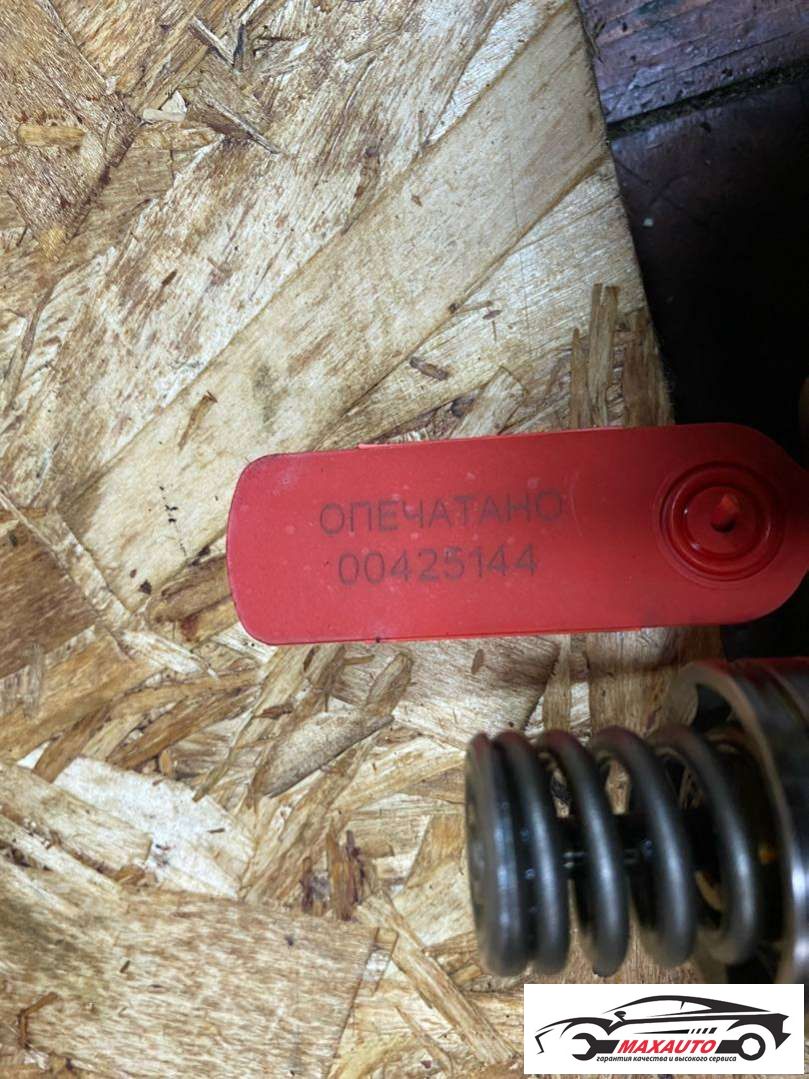 ОПЕЧАТАНО
00425144
MAXAUTO
гарантия качества и высокого сервиса